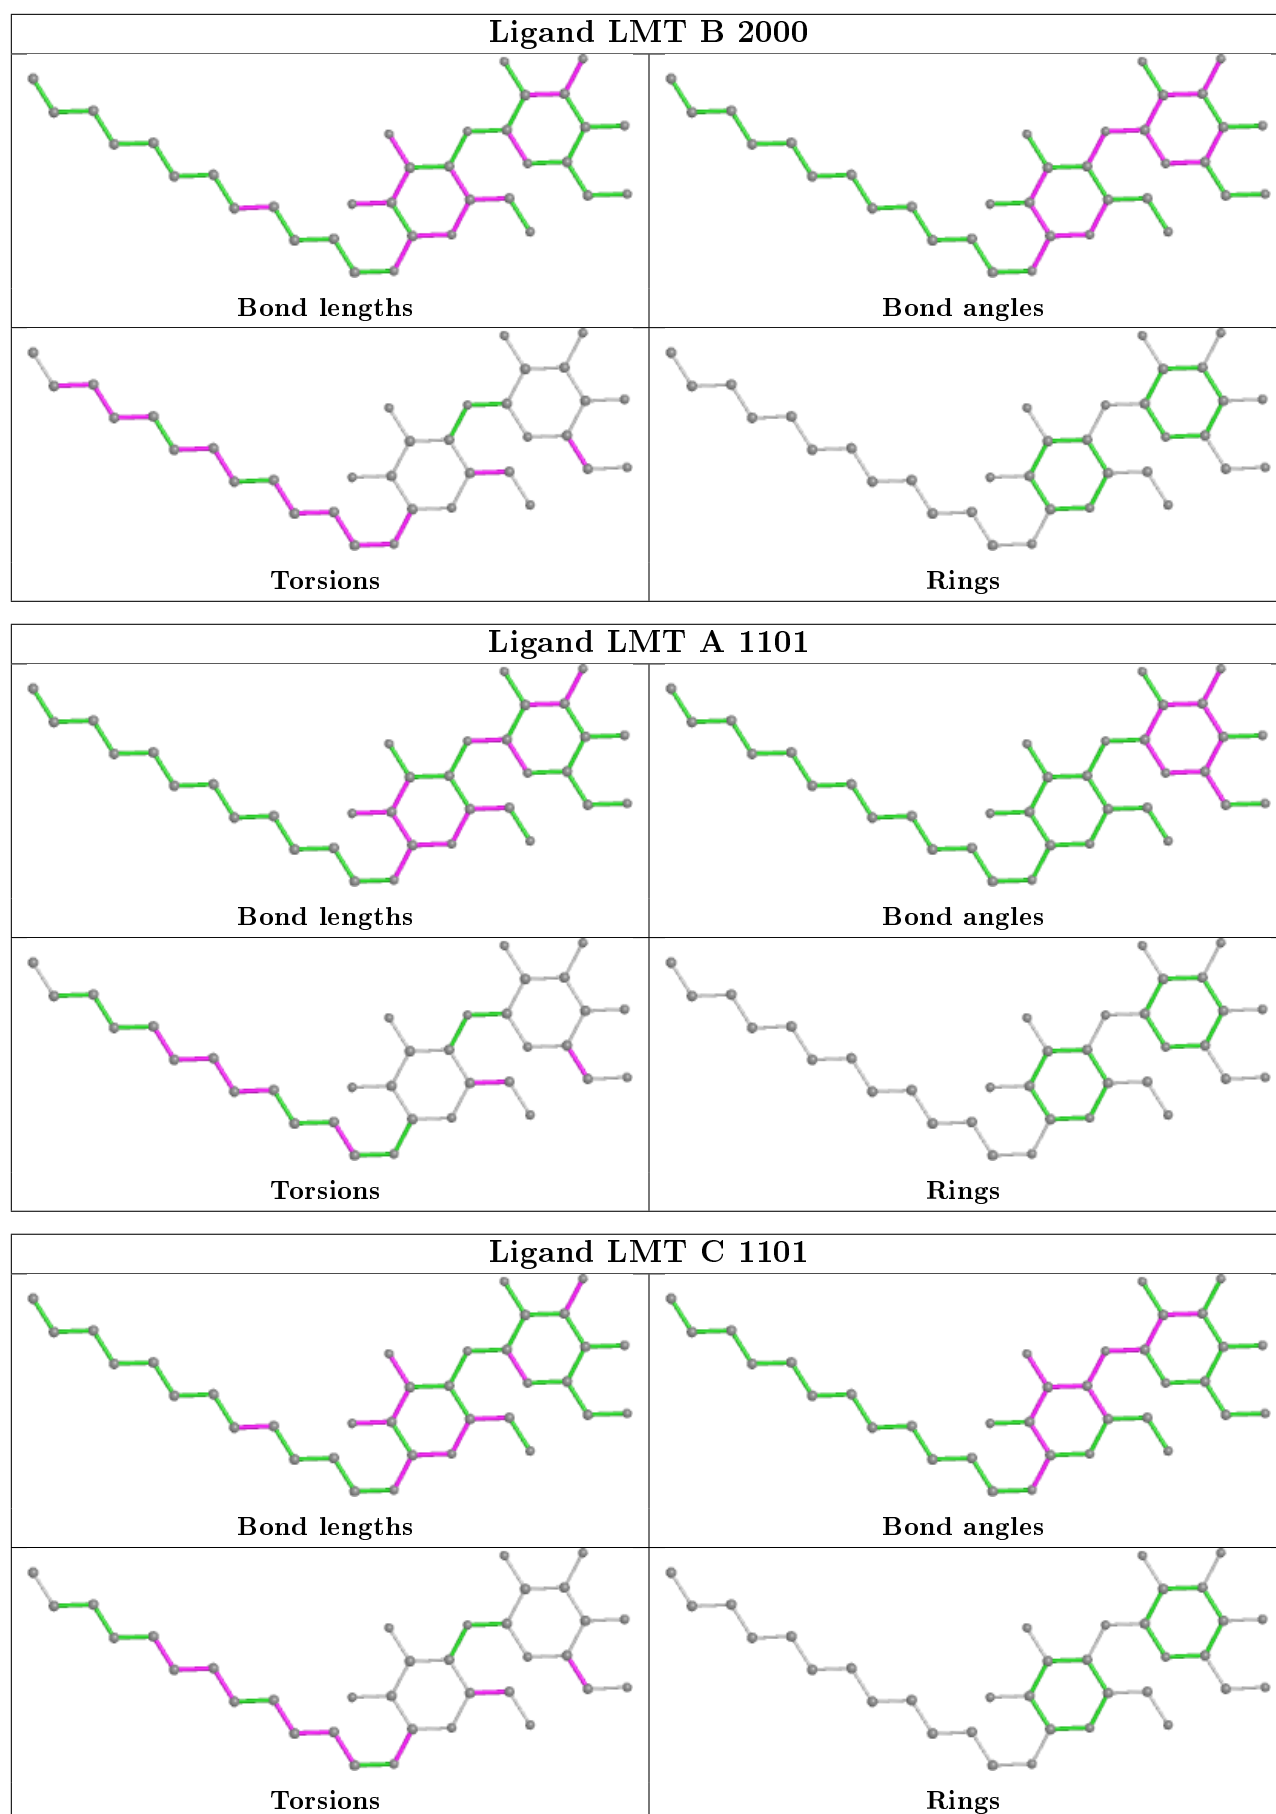 Ligand LMT B 2000
Bond lengths
Bond angles
Torsions
Rings
Ligand LMT A 1101
Bond lengths
Bond angles
Torsions
Rings
Ligand LMT C 1101
Bond lengths
Bond angles
Torsions
Rings